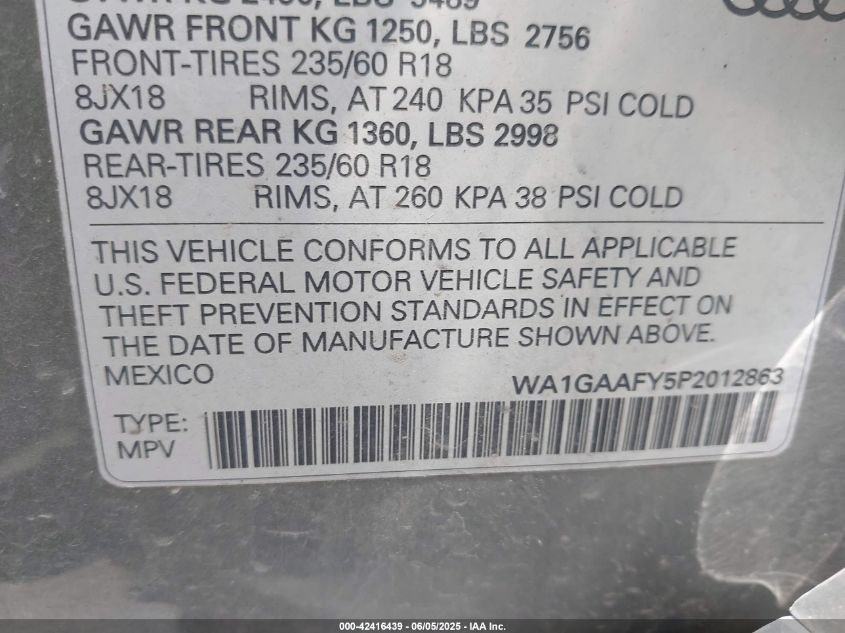 GAWR FRONT KG 1250, LBS 2756
FRONT-TIRES 235/60 R18
8JX18 RIMS, AT 240 KPA 35 PSI COLD
GAWR REAR KG 1360, LBS 2998
REAR-TIRES 235/60 R18
8JX18 RIMS, AT 260 KPA 38 PSI COLD
THIS VEHICLE CONFORMS TO ALL APPLICABLE
U.S. FEDERAL MOTOR VEHICLE SAFETY AND
THEFT PREVENTION STANDARDS IN EFFECT ON
THE DATE OF MANUFACTURE SHOWN ABOVE.
MEXICO
WA1GAAFY5P2012863
TYPE:
MPV
000-42416439 - 06/05/2025 - IAA Inc.